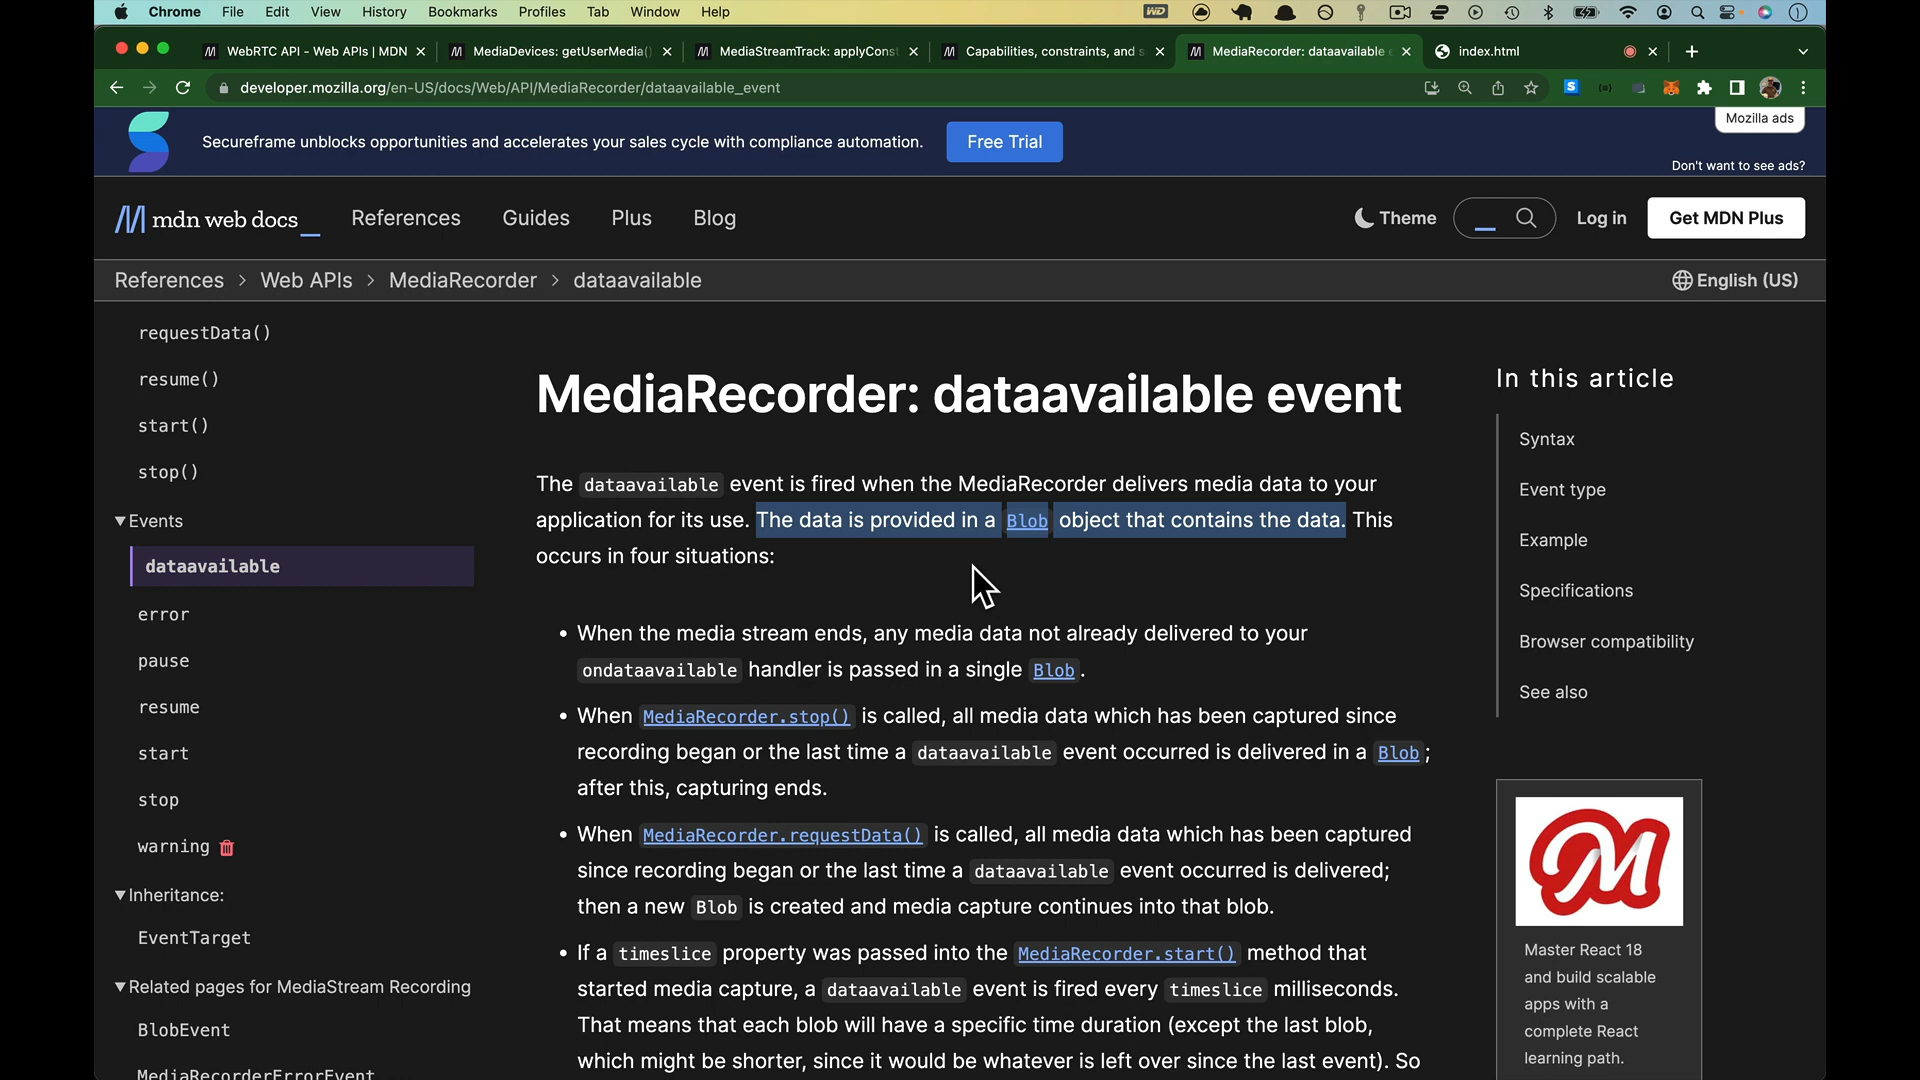 Chrome File Edit View History Bookmarks Profiles Tab Window Help
WebRTC API - Web APIs | MDN
MediaDevices: getUserMedia()
MediaStreamTrack: applyConst
Capabilities, constraints, and s
MediaRecorder: dataavailable e
index.html
developer.mozilla.org/en-US/docs/Web/API/MediaRecorder/dataavailable_event
Mozilla ads
Secureframe unblocks opportunities and accelerates your sales cycle with compliance automation.
Free Trial
Don't want to see ads?
mdn web docs_
References
Guides
Plus
Blog
Theme
Log in
Get MDN Plus
References > Web APIs > MediaRecorder > dataavailable
English (US)
requestData()
resume()
start()
stop()
Events
dataavailable
error
pause
resume
start
stop
warning
Inheritance:
EventTarget
Related pages for MediaStream Recording
BlobEvent
MediaRecorderErrorEvent
MediaRecorder: dataavailable event
The dataavailable event is fired when the MediaRecorder delivers media data to your
application for its use. The data is provided in a Blob object that contains the data. This
occurs in four situations:
• When the media stream ends, any media data not already delivered to your
ondataavailable handler is passed in a single Blob.
• When MediaRecorder.stop() is called, all media data which has been captured since
recording began or the last time a dataavailable event occurred is delivered in a Blob;
after this, capturing ends.
• When MediaRecorder.requestData() is called, all media data which has been captured
since recording began or the last time a dataavailable event occurred is delivered;
then a new Blob is created and media capture continues into that blob.
• If a timeslice property was passed into the MediaRecorder.start() method that
started media capture, a dataavailable event is fired every timeslice milliseconds.
That means that each blob will have a specific time duration (except the last blob,
which might be shorter, since it would be whatever is left over since the last event). So
In this article
Syntax
Event type
Example
Specifications
Browser compatibility
See also
Master React 18
and build scalable
apps with a
complete React
learning path.